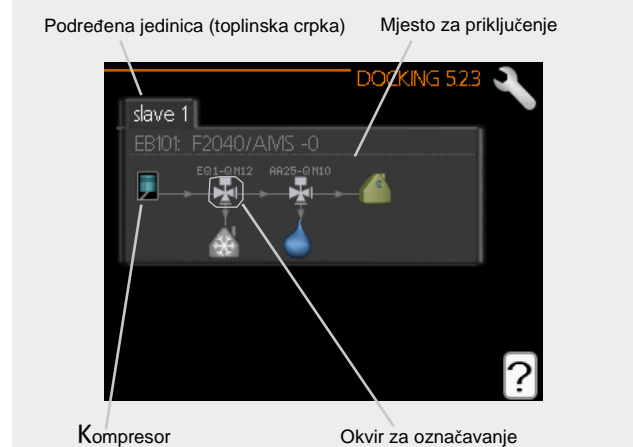 Podređena jedinica (toplinska crpka)
Mjesto za priključenje
DOCKING 5.2.3
slave 1
EB101: F2040/AMS -0
EQ1-QN12
AA25-QN10
?
Kompresor
Okvir za označavanje